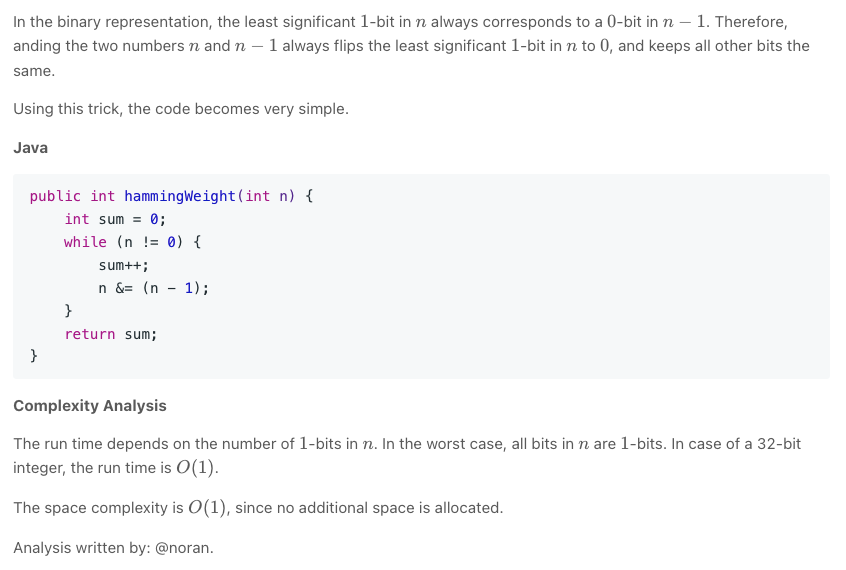 In the binary representation, the least significant 1-bit in n always corresponds to a 0-bit in n − 1. Therefore,
anding the two numbers n and n − 1 always flips the least significant 1-bit in n to 0, and keeps all other bits the
same.
Using this trick, the code becomes very simple.
Java
public int hammingWeight(int n) {
    int sum = 0;
    while (n != 0) {
        sum++;
        n &= (n - 1);
    }
    return sum;
}
Complexity Analysis
The run time depends on the number of 1-bits in n. In the worst case, all bits in n are 1-bits. In case of a 32-bit
integer, the run time is O(1).
The space complexity is O(1), since no additional space is allocated.
Analysis written by: @noran.